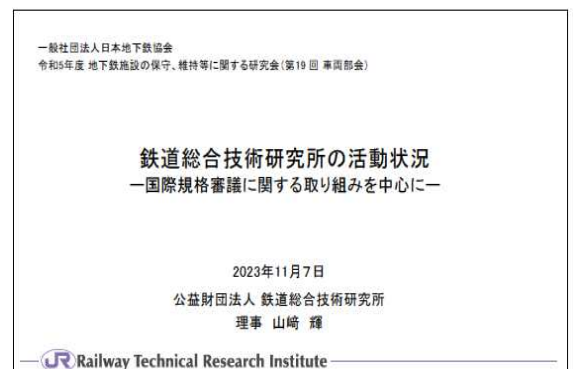 一般社団法人日本地下鉄協会
令和5年度 地下鉄施設の保守、維持等に関する研究会(第19 回 車両部会)
鉄道総合技術研究所の活動状況
ー国際規格審議に関する取り組みを中心にー
2023年11月7日
公益財団法人 鉄道総合技術研究所
理事 山﨑 輝
JR Railway Technical Research Institute